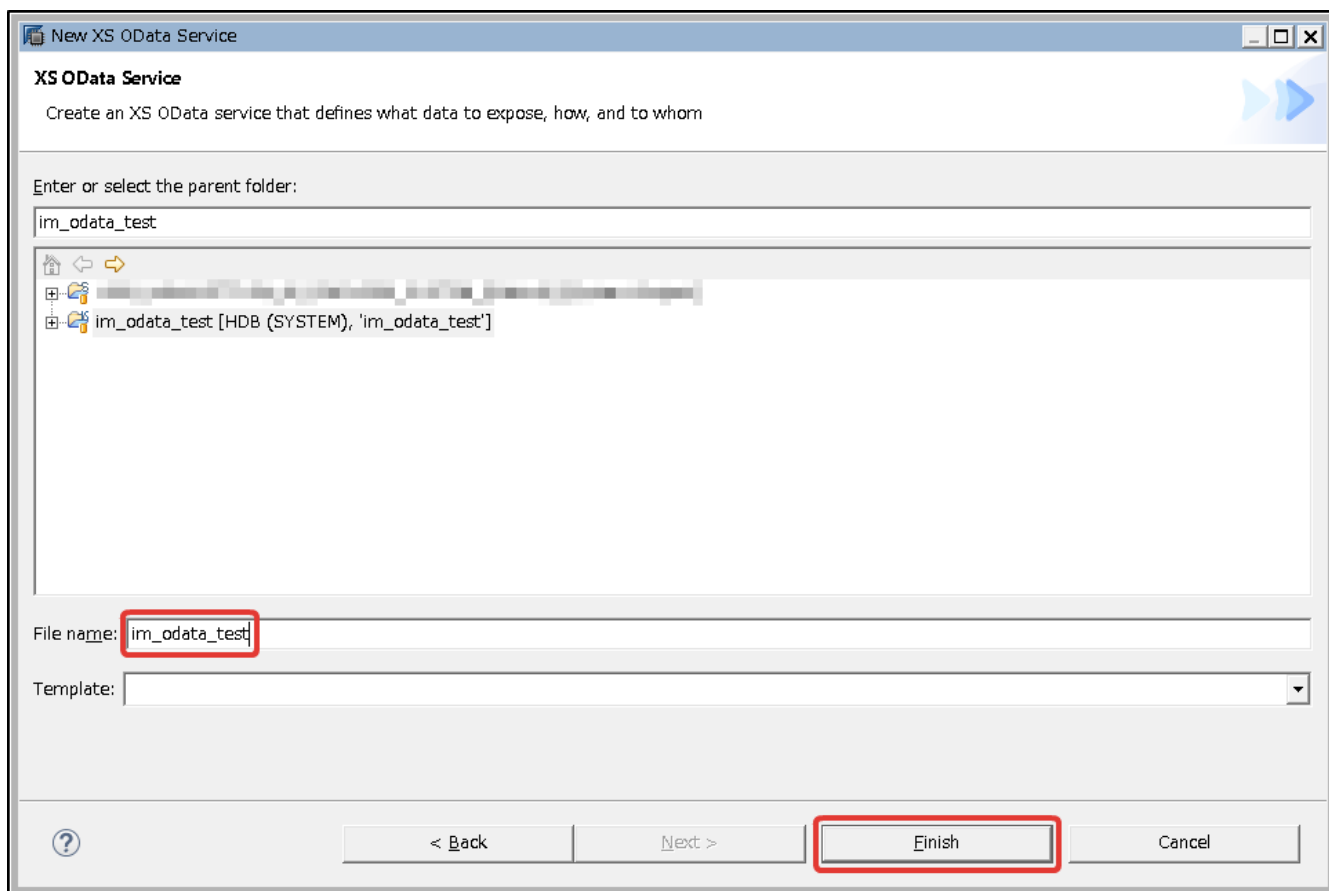 New XS OData Service
XS OData Service
Create an XS OData service that defines what data to expose, how, and to whom
Enter or select the parent folder:
im_odata_test
im_odata_test [HDB (SYSTEM), 'im_odata_test']
File name: im_odata_test
Template:
< Back Next > Finish Cancel